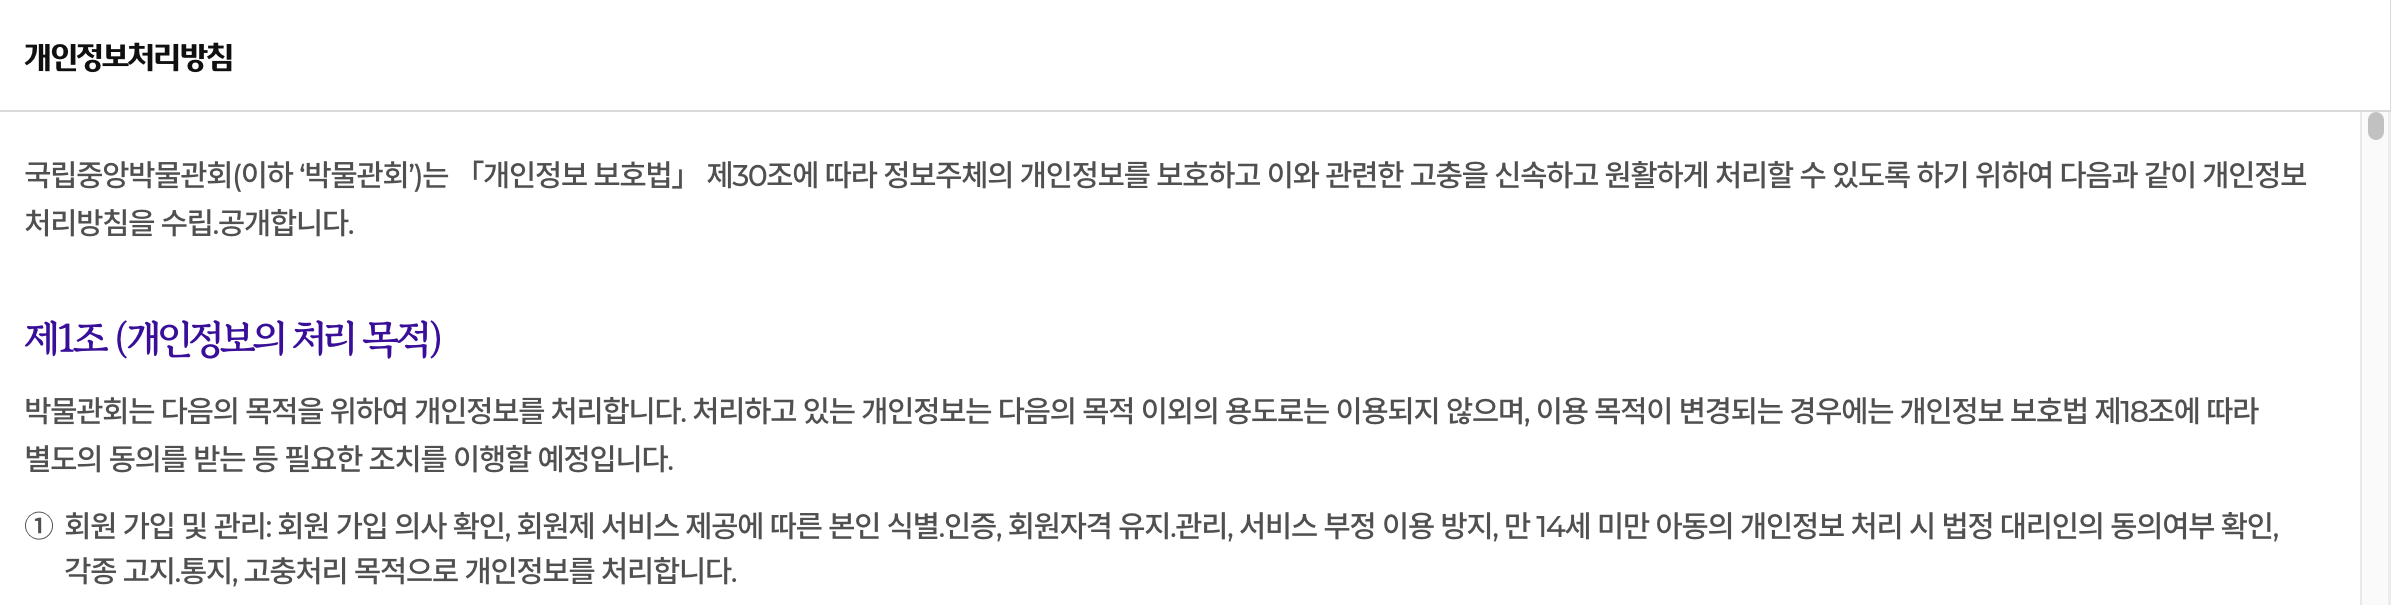 개인정보처리방침
국립중앙박물관회(이하 ‘박물관회’)는 「개인정보 보호법」 제30조에 따라 정보주체의 개인정보를 보호하고 이와 관련한 고충을 신속하고 원활하게 처리할 수 있도록 하기 위하여 다음과 같이 개인정보
처리방침을 수립.공개합니다.
제1조 (개인정보의 처리 목적)
박물관회는 다음의 목적을 위하여 개인정보를 처리합니다. 처리하고 있는 개인정보는 다음의 목적 이외의 용도로는 이용되지 않으며, 이용 목적이 변경되는 경우에는 개인정보 보호법 제18조에 따라
별도의 동의를 받는 등 필요한 조치를 이행할 예정입니다.
① 회원 가입 및 관리: 회원 가입 의사 확인, 회원제 서비스 제공에 따른 본인 식별.인증, 회원자격 유지.관리, 서비스 부정 이용 방지, 만 14세 미만 아동의 개인정보 처리 시 법정 대리인의 동의여부 확인,
각종 고지.통지, 고충처리 목적으로 개인정보를 처리합니다.